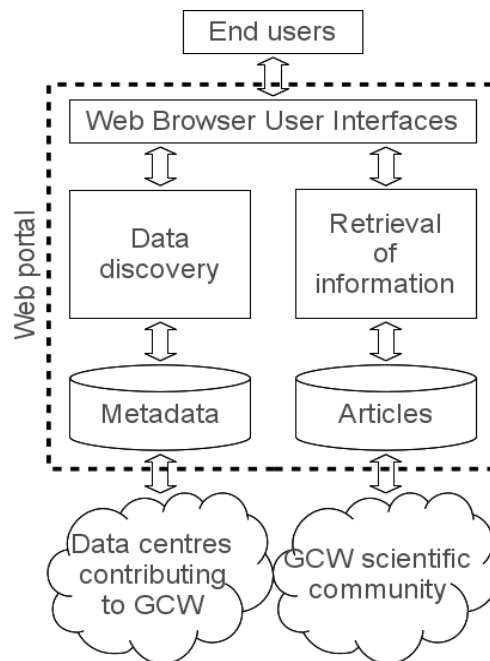 End users
Web Browser User Interfaces
Web portal
Data
discovery
Retrieval
of
information
Metadata
Articles
Data centres
contributing
to GCW
GCW scientific
community